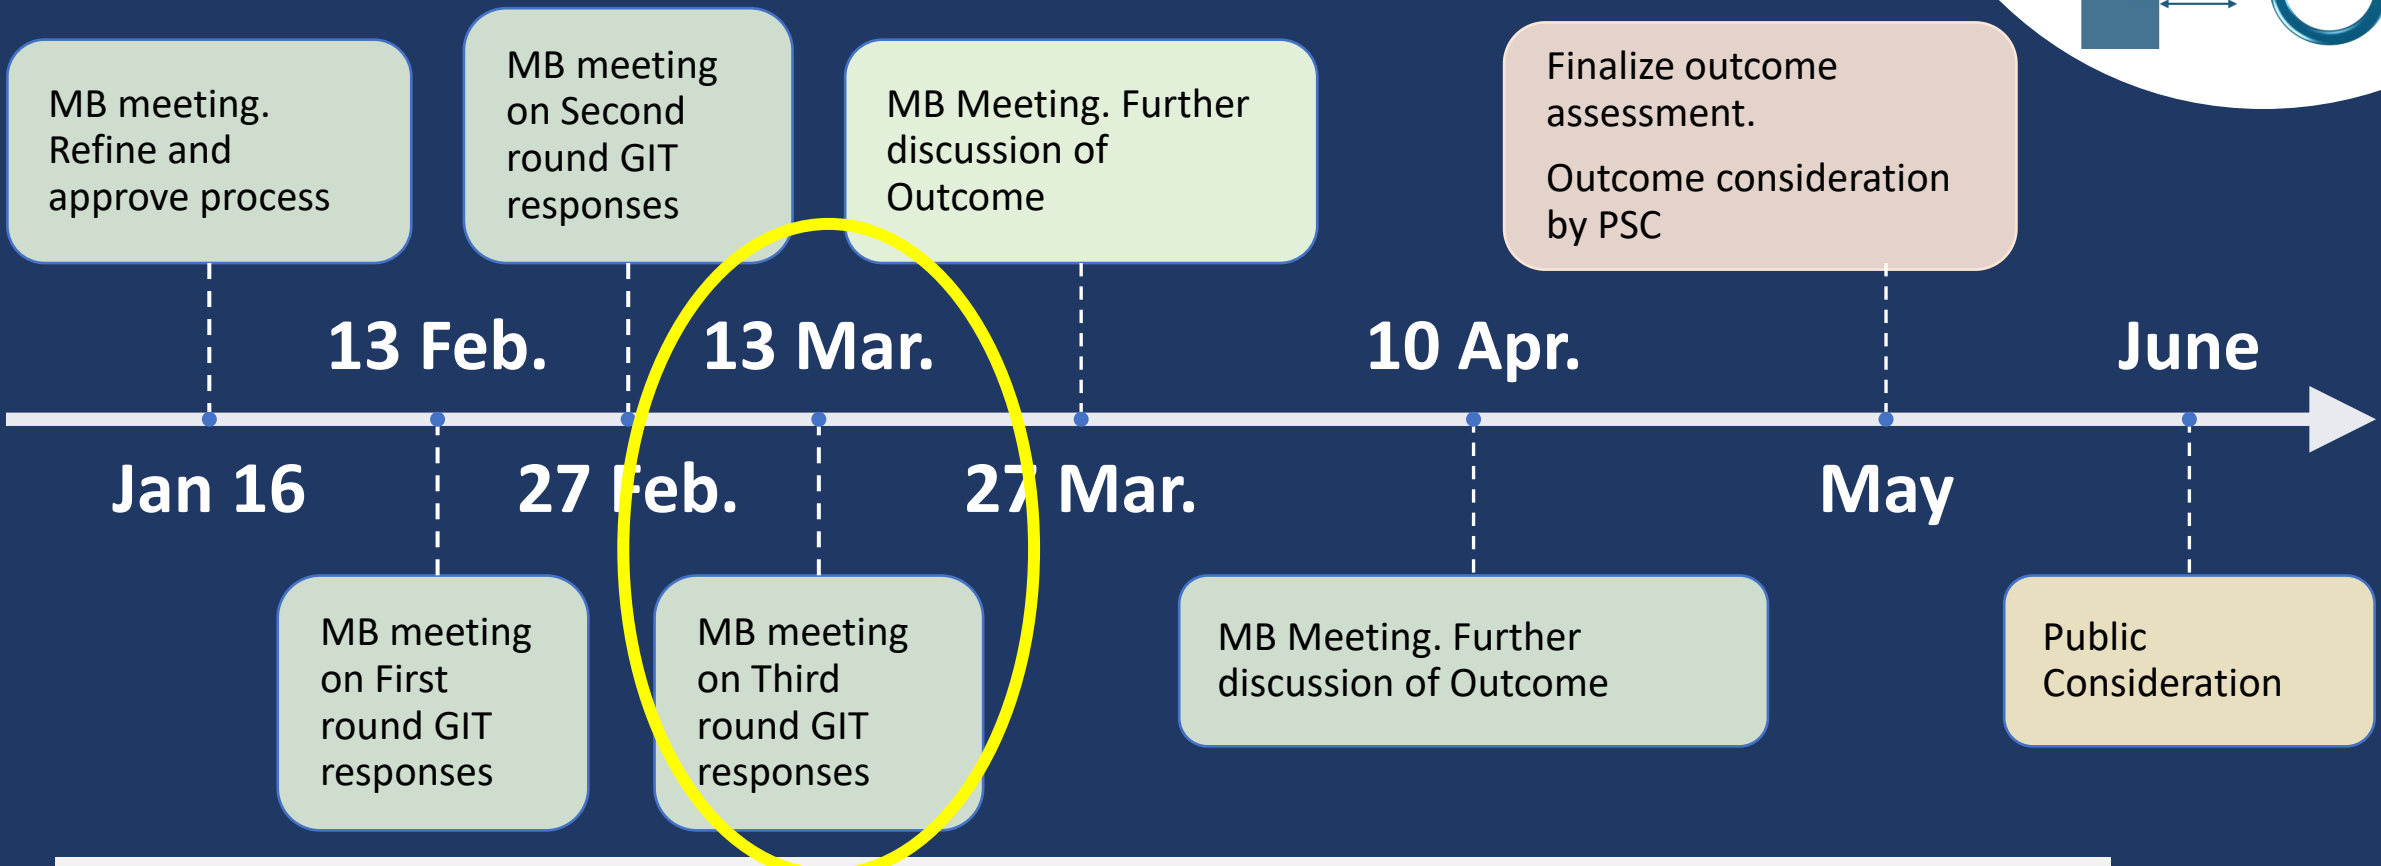 MB meeting.
Refine and
approve process
MB meeting
on Second
round GIT
responses
MB Meeting. Further
discussion of
Outcome
Finalize outcome
assessment.
Outcome consideration
by PSC
13 Feb.
13 Mar.
10 Apr.
June
Jan 16
27 Feb.
27 Mar.
May
MB meeting
on First
round GIT
responses
MB meeting
on Third
round GIT
responses
MB Meeting. Further
discussion of Outcome
Public
Consideration